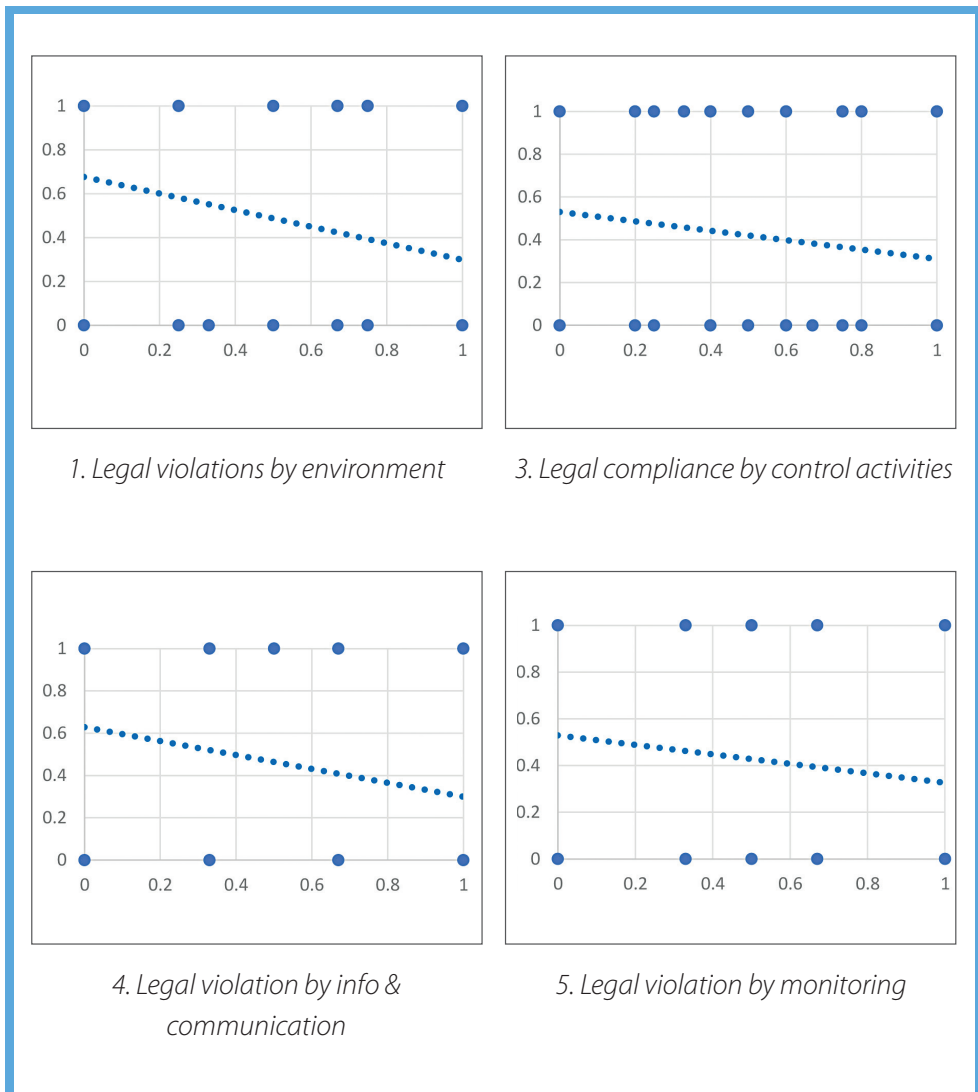 1
0.8
0.6
0.4
0.2
0
0 0.2 0.4 0.6 0.8 1
1. Legal violations by environment
1
0.8
0.6
0.4
0.2
0
0 0.2 0.4 0.6 0.8 1
3. Legal compliance by control activities
1
0.8
0.6
0.4
0.2
0
0 0.2 0.4 0.6 0.8 1
4. Legal violation by info &
communication
1
0.8
0.6
0.4
0.2
0
0 0.2 0.4 0.6 0.8 1
5. Legal violation by monitoring